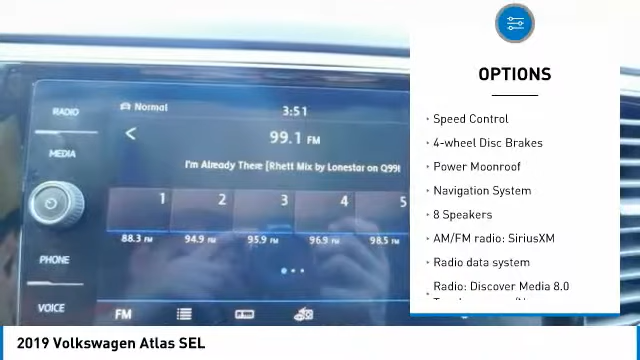 OPTIONS
Speed Control
4-wheel Disc Brakes
Power Moonroof
Navigation System
8 Speakers
AM/FM radio: SiriusXM
Radio data system
Radio: Discover Media 8.0
RADIO
MEDIA
PHONE
VOICE
Normal
3:51
99.1 FM
I'm Already There [Rhett Mix by Lonestar on Q99!
1 2 3 4 5
88.3 FM 94.9 FM 95.9 FM 96.9 FM 98.5 FM
FM
2019 Volkswagen Atlas SEL